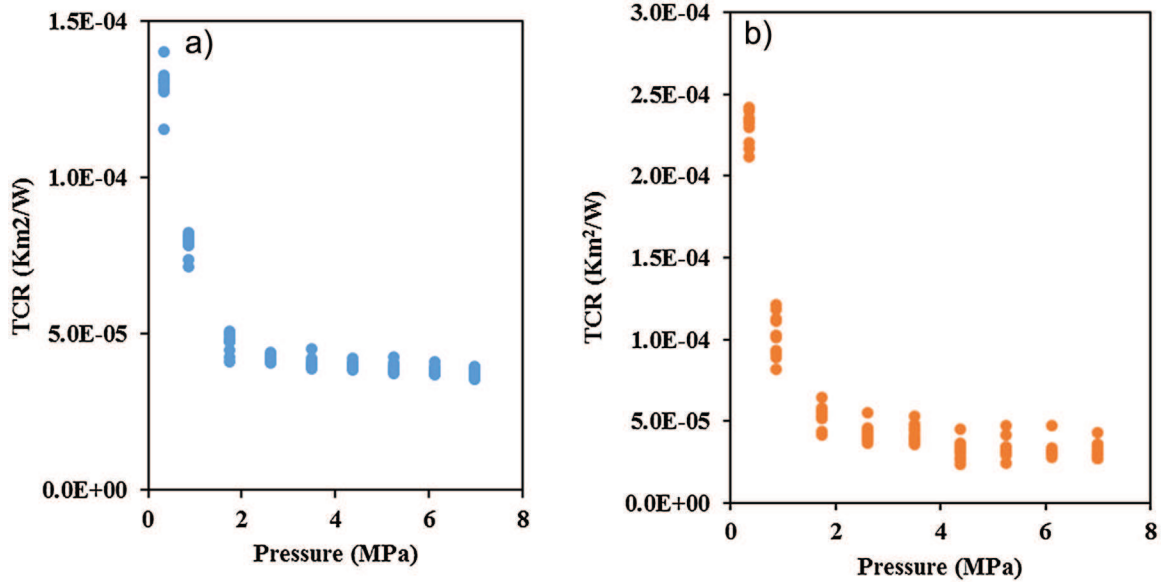 a)
TCR (Km2/W)
1.5E-04
1.0E-04
5.0E-05
0.0E+00
0 2 4 6 8
Pressure (MPa)
b)
TCR (Km²/W)
3.0E-04
2.5E-04
2.0E-04
1.5E-04
1.0E-04
5.0E-05
0.0E+00
0 2 4 6 8
Pressure (MPa)